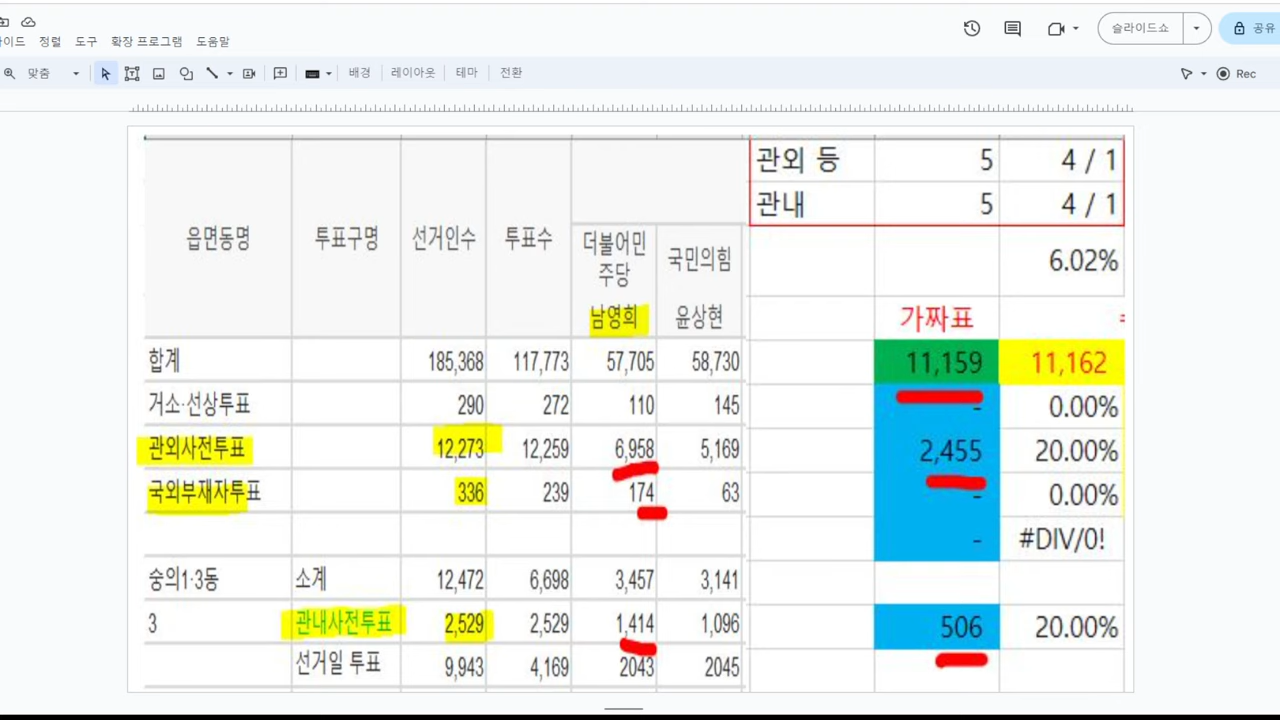 이드 정렬 도구 확장 프로그램 도움말
슬라이드쇼 공유
맞춤 배경 레이아웃 테마 전환 Rec
관외 등 5 4 / 1
관내 5 4 / 1
읍면동명 투표구명 선거인수 투표수 더불어민 주당 국민의힘 6.02%
남영희 윤상현 가짜표
합계 185,368 117,773 57,705 58,730 11,159 11,162
거소·선상투표 290 272 110 145 - 0.00%
관외사전투표 12,273 12,259 6,958 5,169 2,455 20.00%
국외부재자투표 336 239 174 63 - 0.00%
- #DIV/0!
숭의1·3동 소계 12,472 6,698 3,457 3,141
3 관내사전투표 2,529 2,529 1,414 1,096 506 20.00%
선거일 투표 9,943 4,169 2043 2045